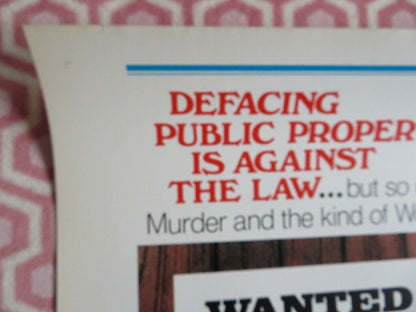 DEFACING
PUBLIC PROPER
IS AGAINST
THE LAW...but so
Murder and the kind of W
WANTED